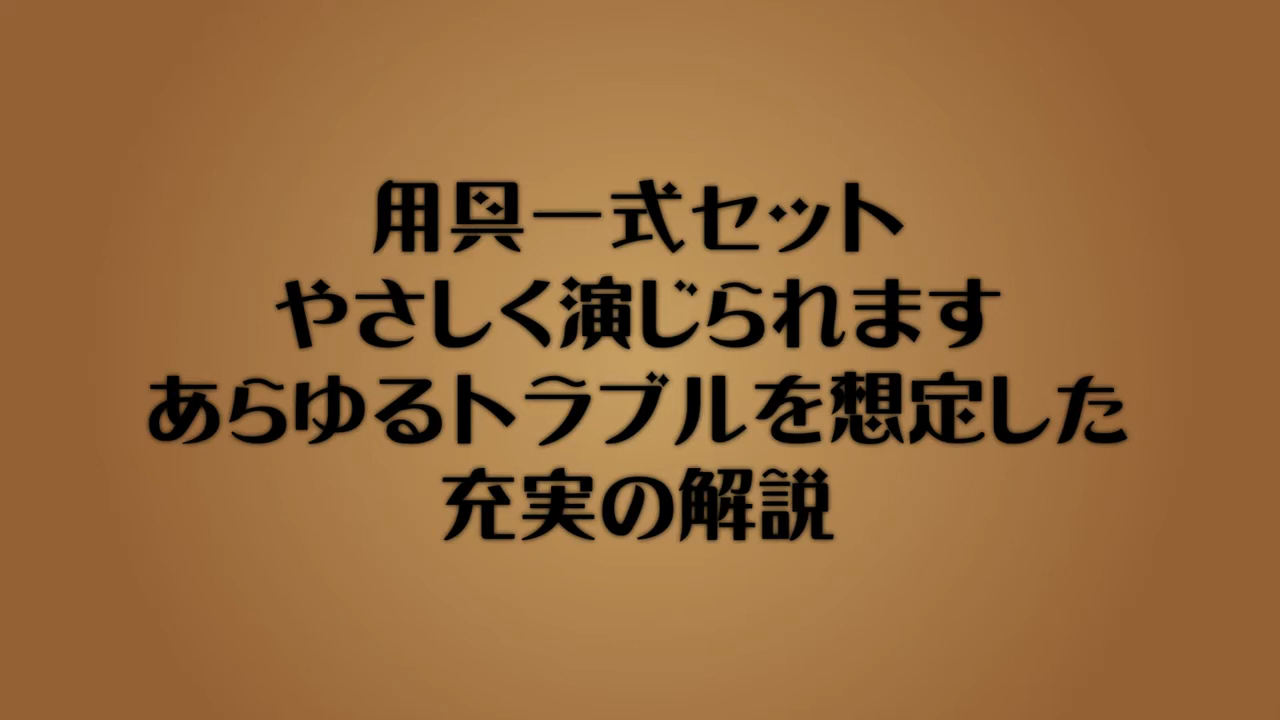 用具一式セット
やさしく演じられます
あらゆるトラブルを想定した
充実の解説